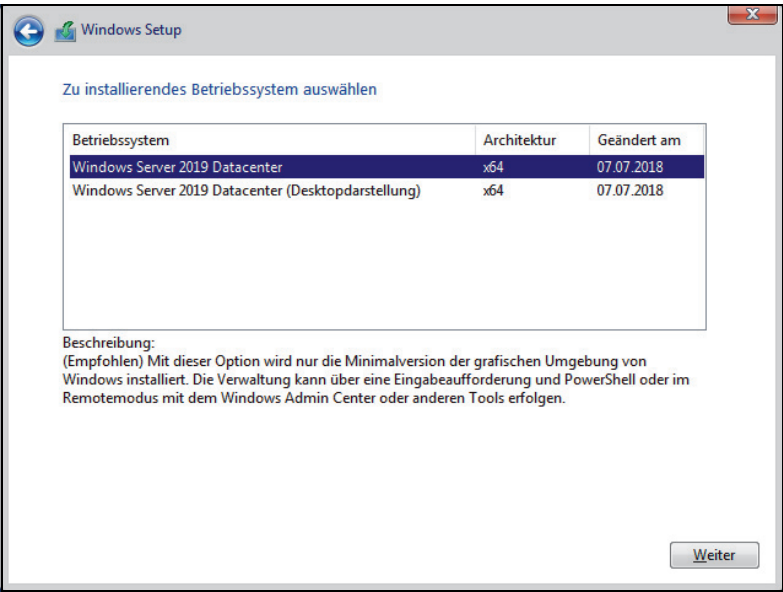 Windows Setup
Zu installierendes Betriebssystem auswählen
Betriebssystem Architektur Geändert am
Windows Server 2019 Datacenter x64 07.07.2018
Windows Server 2019 Datacenter (Desktopdarstellung) x64 07.07.2018
Beschreibung:
(Empfohlen) Mit dieser Option wird nur die Minimalversion der grafischen Umgebung von
Windows installiert. Die Verwaltung kann über eine Eingabeaufforderung und PowerShell oder im
Remotemodus mit dem Windows Admin Center oder anderen Tools erfolgen.
Weiter